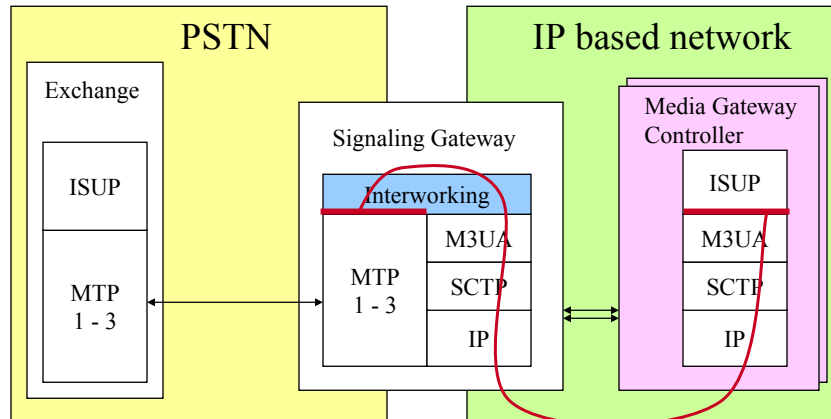 PSTN
IP based network
Exchange
ISUP
MTP
1 - 3
Signaling Gateway
Interworking
MTP
1 - 3
M3UA
SCTP
IP
Media Gateway
Controller
ISUP
M3UA
SCTP
IP